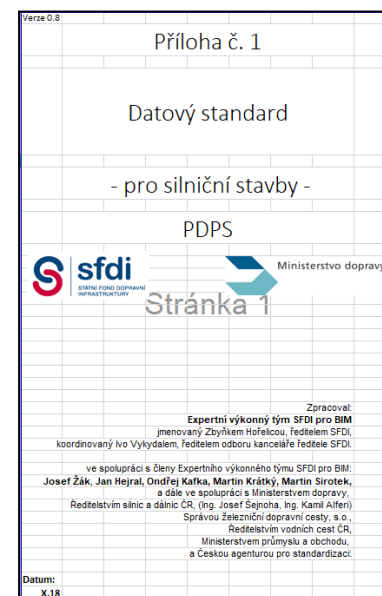 Verze 0.8
Příloha č. 1
Datový standard
- pro silniční stavby -
PDPS
sfdi
STÁTNÍ FOND DOPRAVNÍ
INFRASTRUKTURY
Ministerstvo dopravy
Stránka 1
Zpracoval:
Expertní výkonný tým SFDI pro BIM
jmenovaný Zbyňkem Hořelicou, ředitelem SFDI,
koordinovaný Ivo Vykydalem, ředitelem odboru kanceláře ředitele SFDI.
ve spolupráci s členy Expertního výkonného týmu SFDI pro BIM:
Josef Žák, Jan Hejral, Ondřej Kafka, Martin Krátký, Martin Sirotek,
a dále ve spolupráci s Ministerstvem dopravy,
Ředitelstvím silnic a dálnic ČR, (Ing. Josef Šejnoha, Ing. Kamil Alferi)
Správou železniční dopravní cesty, s.o.,
Ředitelstvím vodních cest ČR,
Ministerstvem průmyslu a obchodu,
a Českou agenturou pro standardizaci:
Datum:
X.18